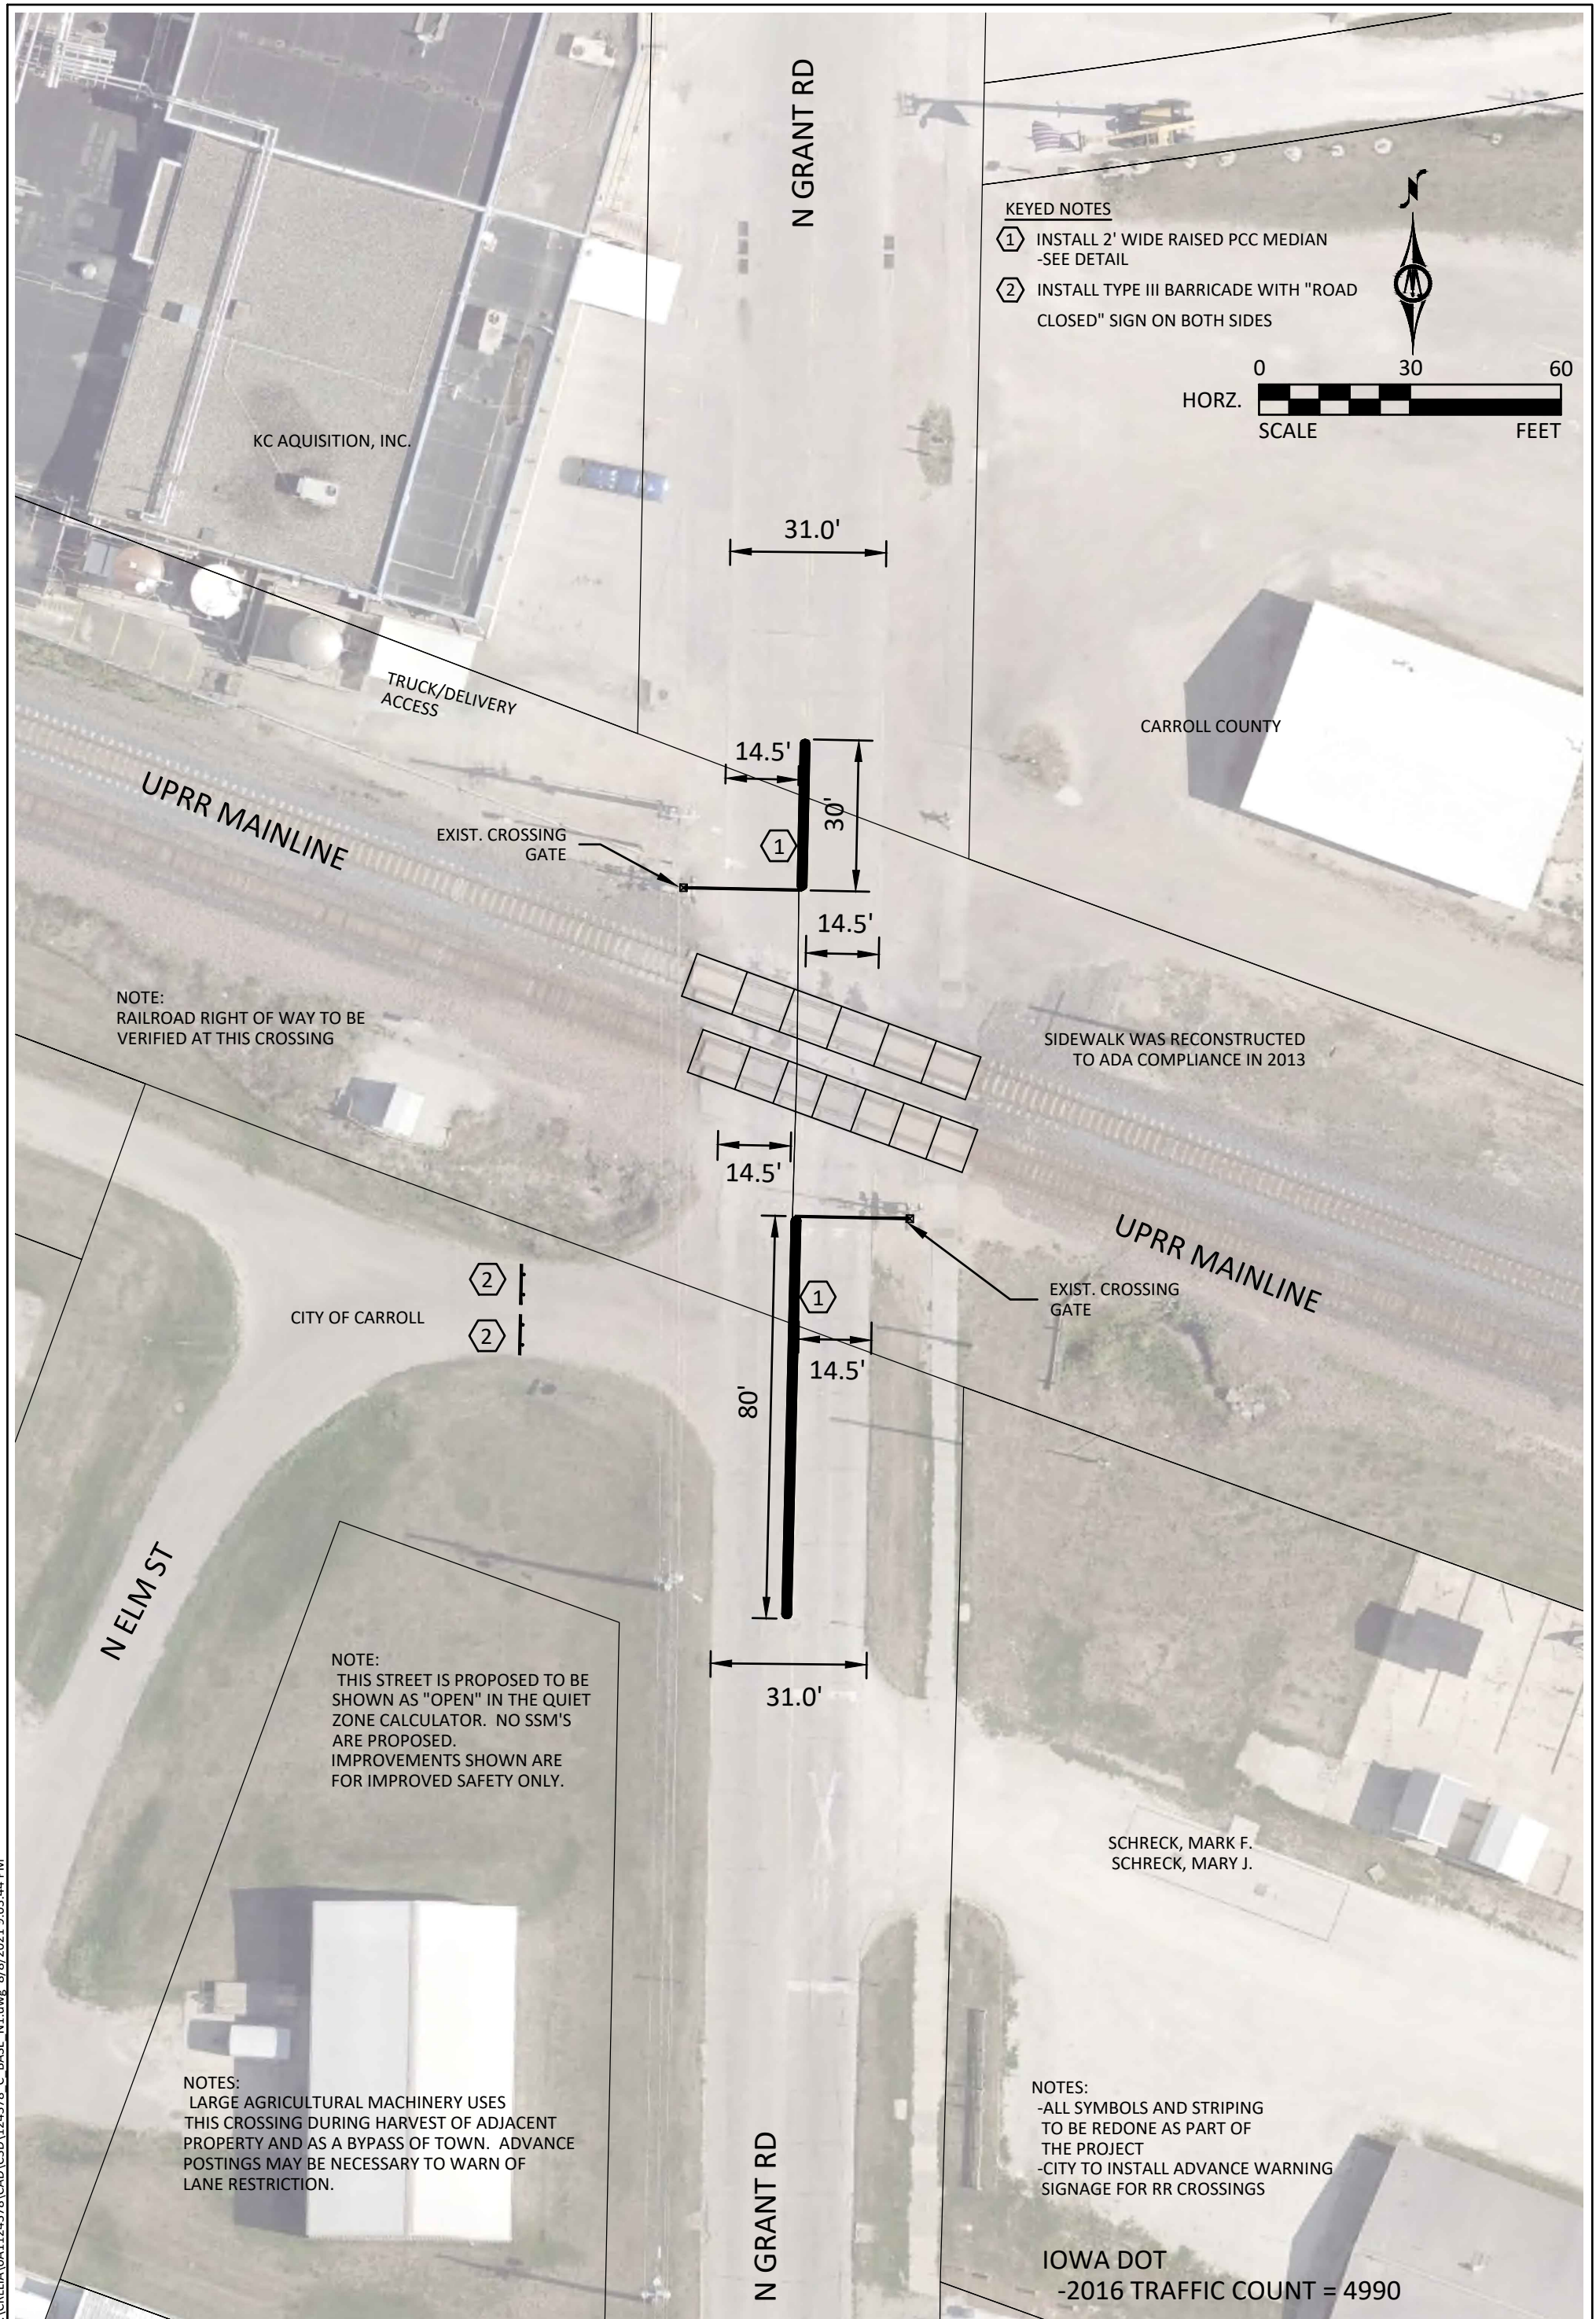 N GRANT RD
KEYED NOTES
1 INSTALL 2' WIDE RAISED PCC MEDIAN
-SEE DETAIL
2 INSTALL TYPE III BARRICADE WITH "ROAD
CLOSED" SIGN ON BOTH SIDES
N
0 30 60
HORZ.
SCALE FEET
KC AQUISITION, INC.
31.0'
TRUCK/DELIVERY
ACCESS
CARROLL COUNTY
14.5'
30'
UPRR MAINLINE
EXIST. CROSSING
GATE
1
14.5'
NOTE:
RAILROAD RIGHT OF WAY TO BE
VERIFIED AT THIS CROSSING
SIDEWALK WAS RECONSTRUCTED
TO ADA COMPLIANCE IN 2013
14.5'
UPRR MAINLINE
2
CITY OF CARROLL
2
1
EXIST. CROSSING
GATE
14.5'
80'
N ELM ST
NOTE:
THIS STREET IS PROPOSED TO BE
SHOWN AS "OPEN" IN THE QUIET
ZONE CALCULATOR. NO SSM'S
ARE PROPOSED.
IMPROVEMENTS SHOWN ARE
FOR IMPROVED SAFETY ONLY.
31.0'
SCHRECK, MARK F.
SCHRECK, MARY J.
NOTES:
LARGE AGRICULTURAL MACHINERY USES
THIS CROSSING DURING HARVEST OF ADJACENT
PROPERTY AND AS A BYPASS OF TOWN. ADVANCE
POSTINGS MAY BE NECESSARY TO WARN OF
LANE RESTRICTION.
N GRANT RD
NOTES:
-ALL SYMBOLS AND STRIPING
TO BE REDONE AS PART OF
THE PROJECT
-CITY TO INSTALL ADVANCE WARNING
SIGNAGE FOR RR CROSSINGS
IOWA DOT
-2016 TRAFFIC COUNT = 4990